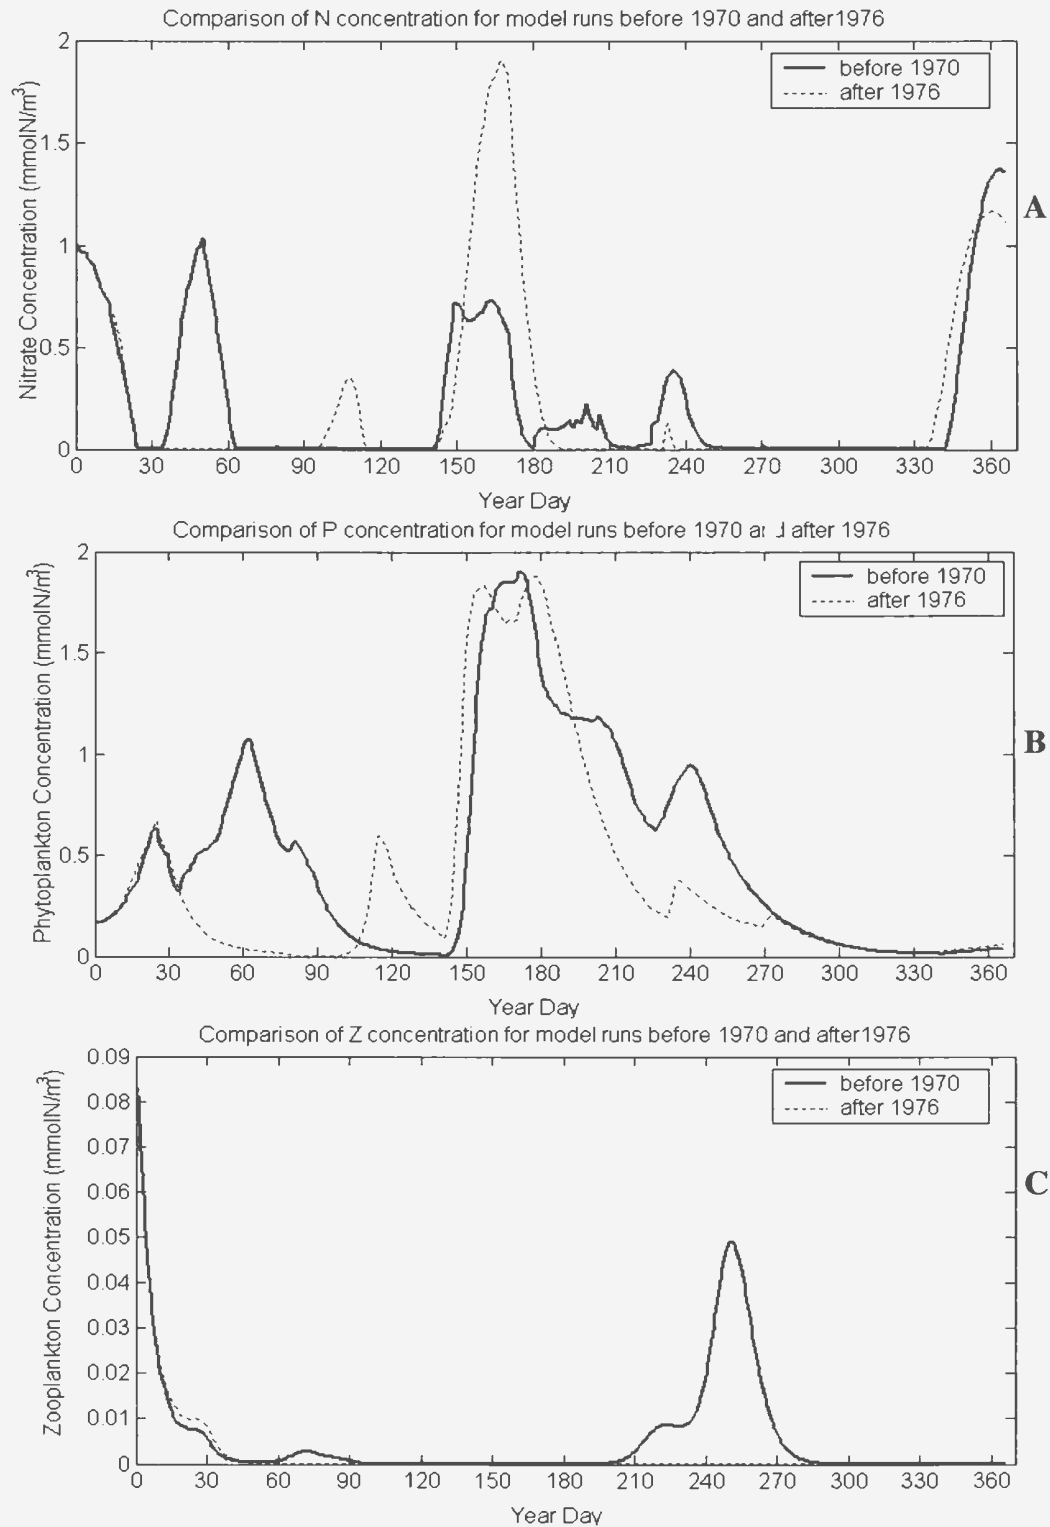 Comparison of N concentration for model runs before 1970 and after1976
2
1.5
1
0.5
0
Nitrate Concentration (mmolN/m³)
before 1970
after 1976
A
0 30 60 90 120 150 180 210 240 270 300 330 360
Year Day
Comparison of P concentration for model runs before 1970 a d after 1976
2
1.5
1
0.5
0
Phytoplankton Concentration (mmolN/m³)
before 1970
after 1976
B
0 30 60 90 120 150 180 210 240 270 300 330 360
Year Day
Comparison of Z concentration for model runs before 1970 and after1976
0.09
0.08
0.07
0.06
0.05
0.04
0.03
0.02
0.01
0
Zooplankton Concentration (mmolN/m³)
before 1970
after 1976
C
0 30 60 90 120 150 180 210 240 270 300 330 360
Year Day